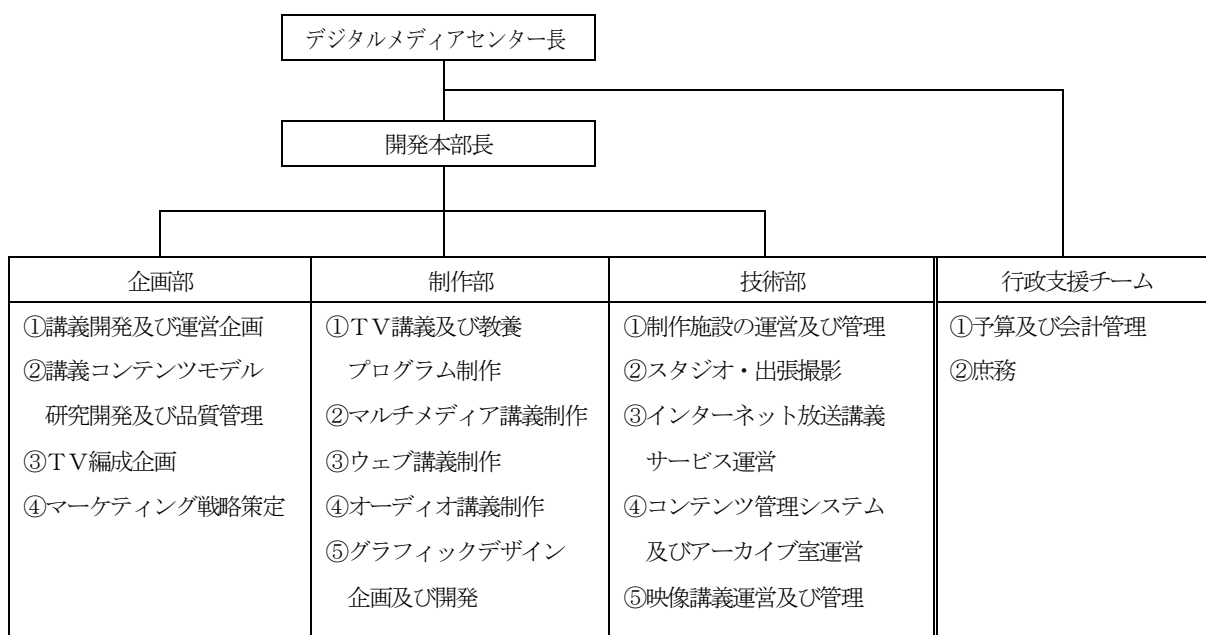 デジタルメディアセンター長
開発本部長
企画部
①講義開発及び運営企画
②講義コンテンツモデル
研究開発及び品質管理
③ＴＶ編成企画
④マーケティング戦略策定
制作部
①ＴＶ講義及び教養
プログラム制作
②マルチメディア講義制作
③ウェブ講義制作
④オーディオ講義制作
⑤グラフィックデザイン
企画及び開発
技術部
①制作施設の運営及び管理
②スタジオ・出張撮影
③インターネット放送講義
サービス運営
④コンテンツ管理システム
及びアーカイブ室運営
⑤映像講義運営及び管理
行政支援チーム
①予算及び会計管理
②庶務